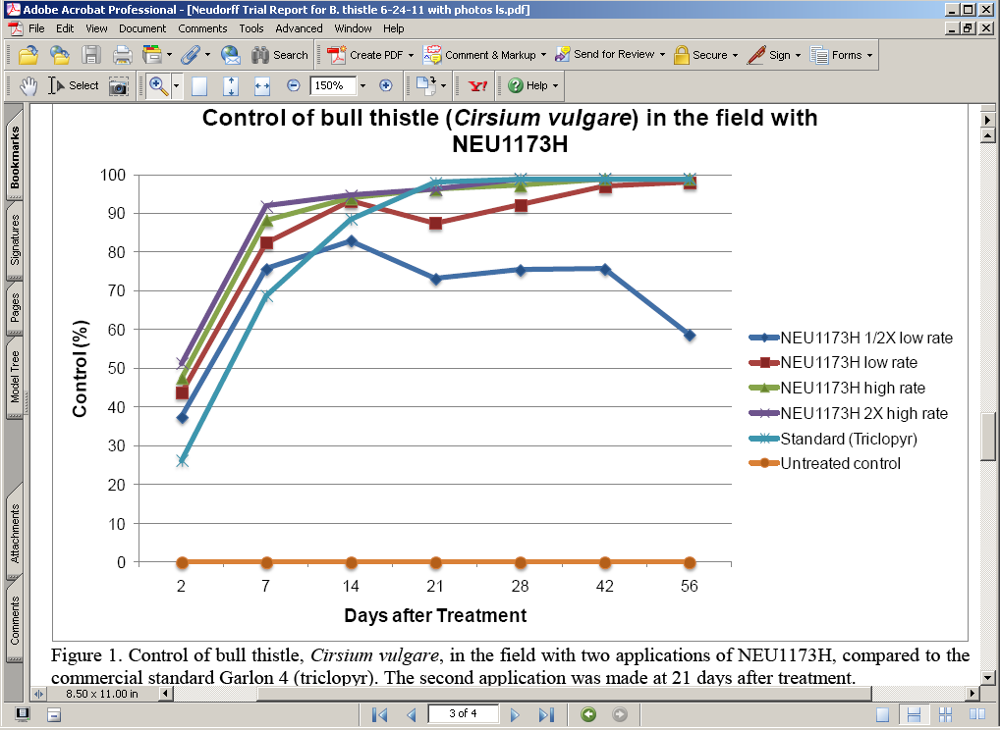 Adobe Acrobat Professional - [Neudorff Trial Report for B. thistle 6-24-11 with photos ls.pdf]
File Edit View Document Comments Tools Advanced Window Help
Search Create PDF Comment & Markup Send for Review Secure Sign Forms
Select 150% Y! Help
Bookmarks
Signatures
Pages
Model Tree
Attachments
Comments
Control of bull thistle (Cirsium vulgare) in the field with
NEU1173H
100
90
80
70
60
50
40
30
20
10
0
Control (%)
2 7 14 21 28 42 56
Days after Treatment
NEU1173H 1/2X low rate
NEU1173H low rate
NEU1173H high rate
NEU1173H 2X high rate
Standard (Triclopyr)
Untreated control
Figure 1. Control of bull thistle, Cirsium vulgare, in the field with two applications of NEU1173H, compared to the
commercial standard Garlon 4 (triclopyr). The second application was made at 21 days after treatment.
8.50 x 11.00 in
3 of 4